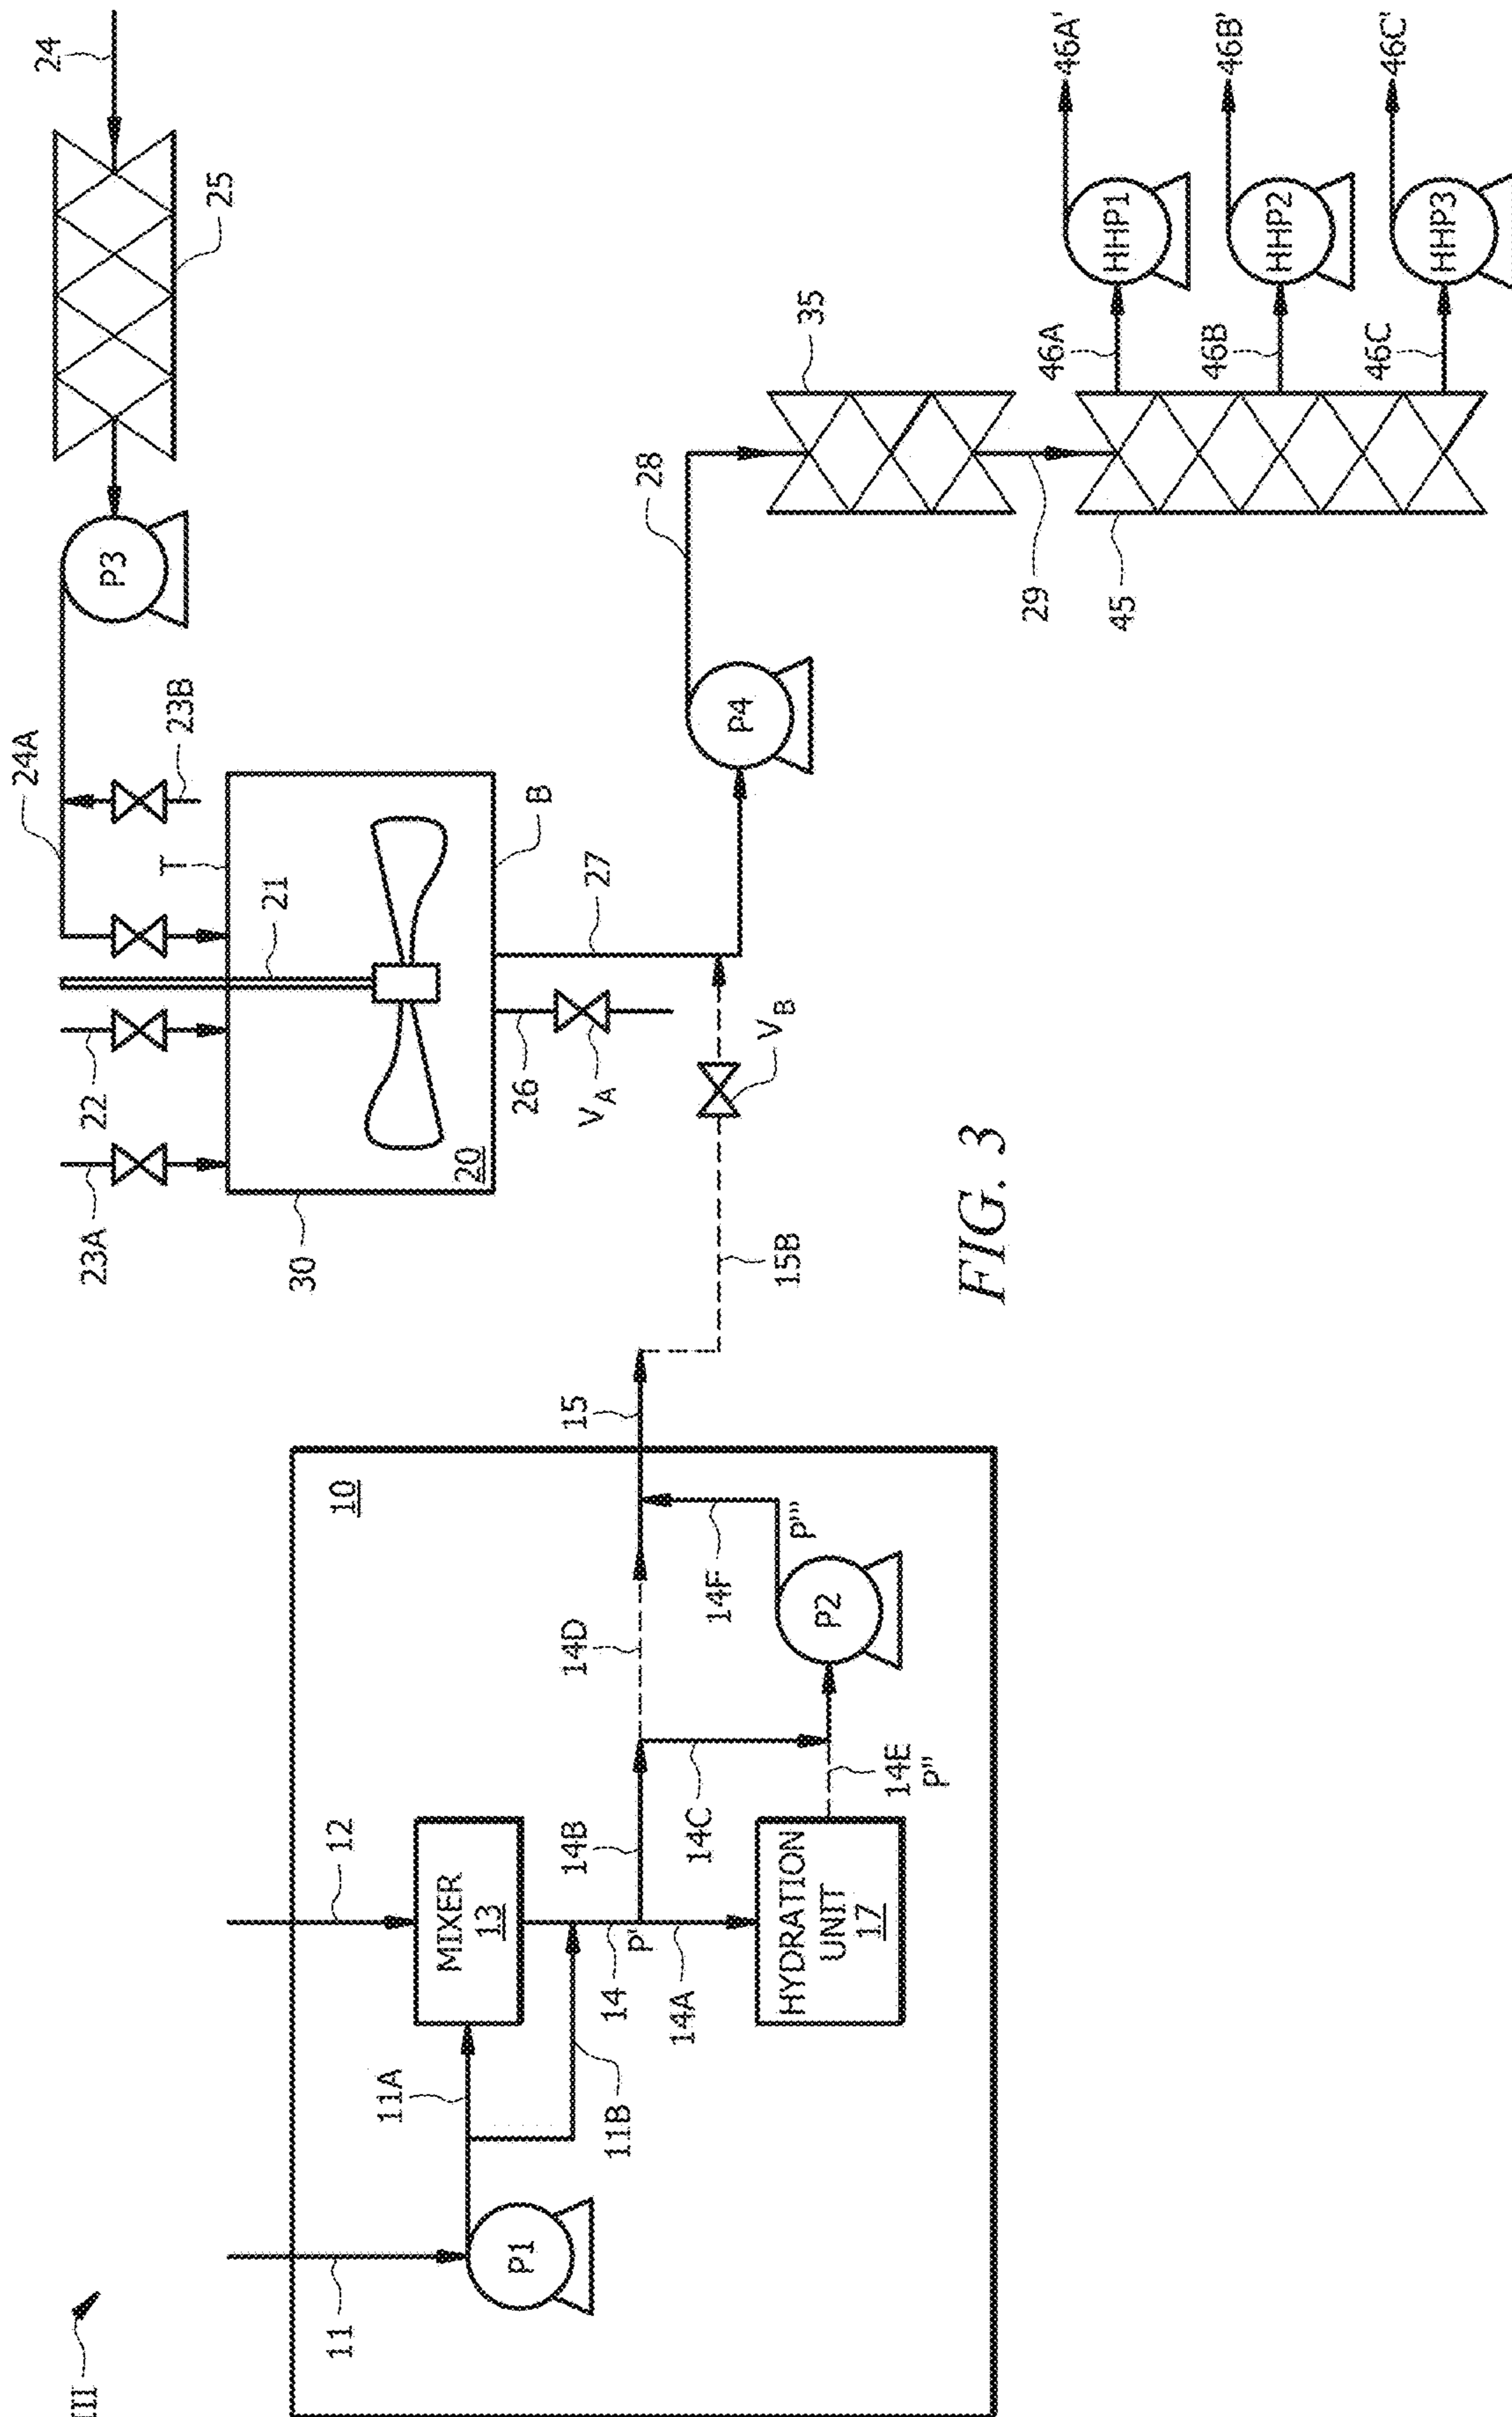 III
11
P1
11A
11B
12
MIXER
13
14
P'
14A
14B
14C
14D
HYDRATION
UNIT
17
14E
P"
P2
P'''
14F
10
15
15B
VB
23A
22
21
T
24A
23B
P3
25
24
30
20
B
26
VA
27
P4
28
35
29
45
46A
46B
46C
HHP1
HHP2
HHP3
46A'
46B'
46C'
FIG. 3